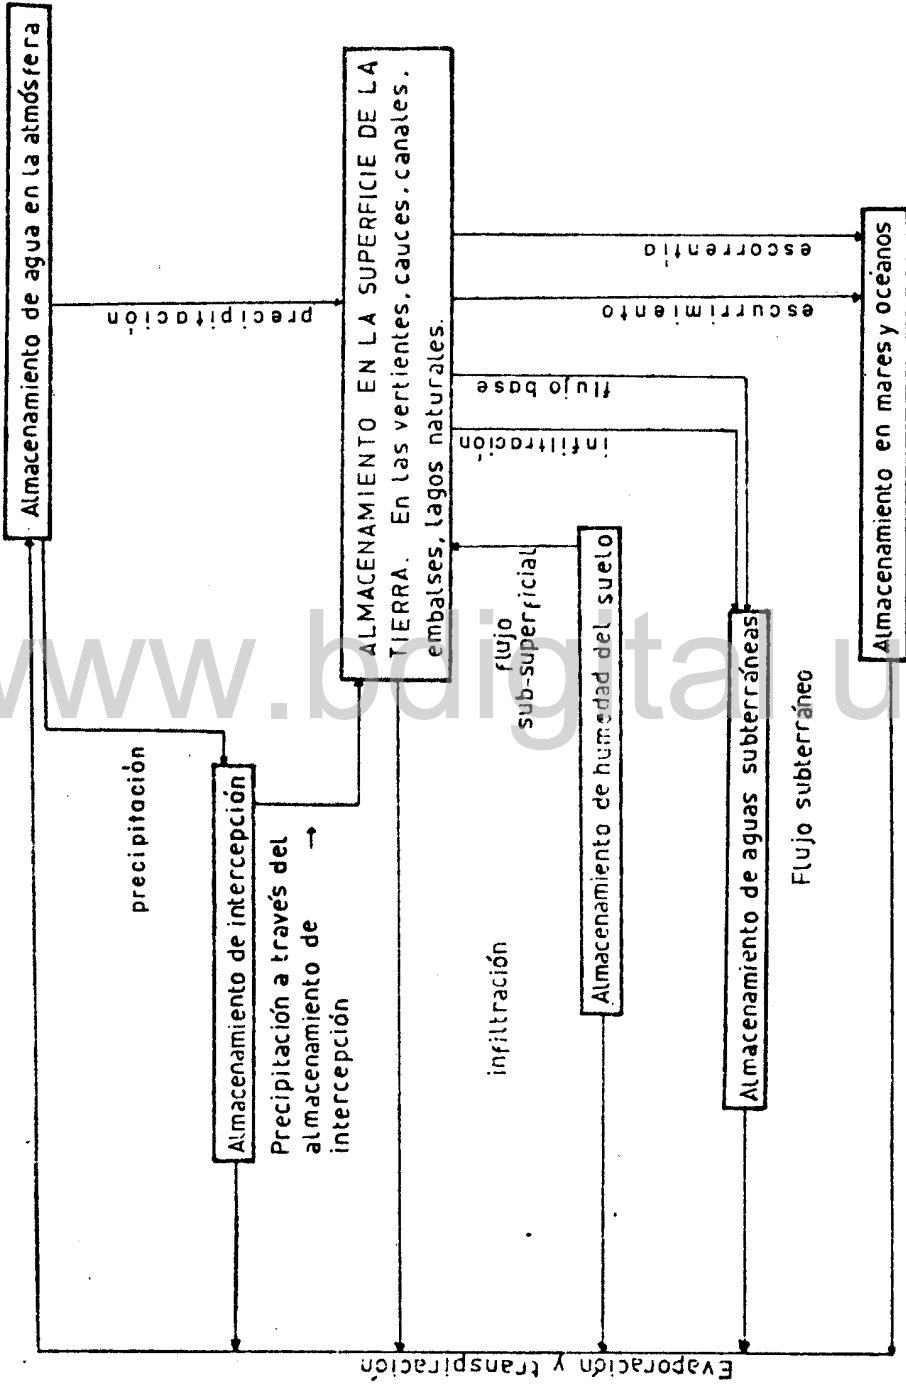 Almacenamiento de agua en la atmósfera
precipitación
precipitación
Almacenamiento de intercepción
Precipitación a través del
almacenamiento de →
intercepción
ALMACENAMIENTO EN LA SUPERFICIE DE LA
TIERRA. En las vertientes, cauces, canales,
embalses, lagos naturales.
infiltración
flujo
sub-superficial
infiltración
flujo base
escurrimiento
escorrentia
Almacenamiento de humedad del suelo
Almacenamiento de aguas subterráneas
Flujo subterráneo
Almacenamiento en mares y océanos
Evaporación y transpiración
www.bdigital.u